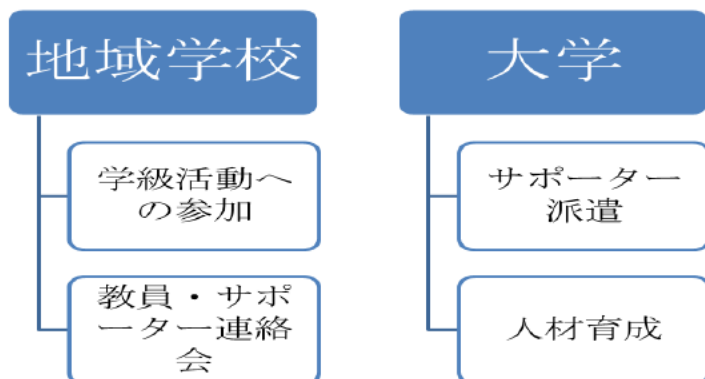 地域学校
学級活動へ
の参加
教員・サポ
ーター連絡
会
大学
サポーター
派遣
人材育成